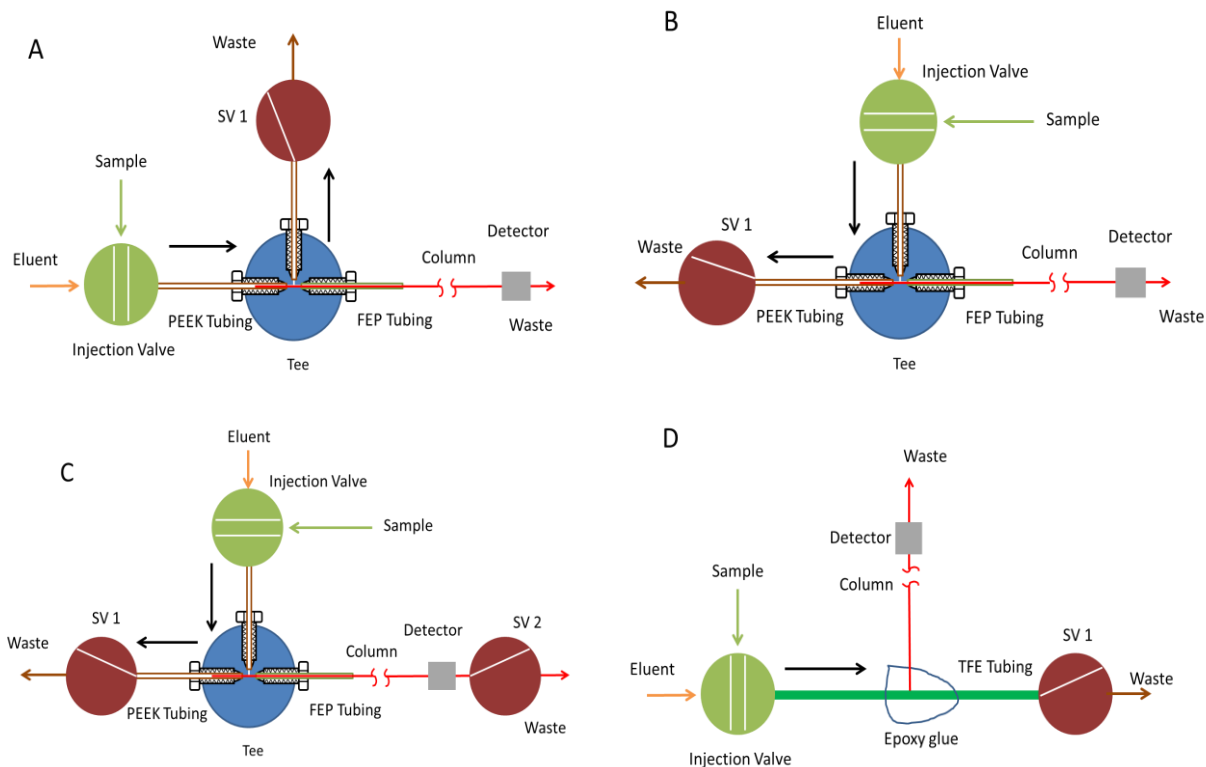 A
Waste
SV 1
Sample
Eluent
Column
Detector
PEEK Tubing
FEP Tubing
Waste
Injection Valve
Tee
B
Eluent
Injection Valve
Sample
SV 1
Waste
Column
Detector
PEEK Tubing
FEP Tubing
Waste
Tee
C
Eluent
Injection Valve
Sample
SV 1
Waste
Column
Detector
SV 2
PEEK Tubing
FEP Tubing
Waste
Tee
D
Waste
Detector
Sample
Column
SV 1
Eluent
TFE Tubing
Waste
Epoxy glue
Injection Valve